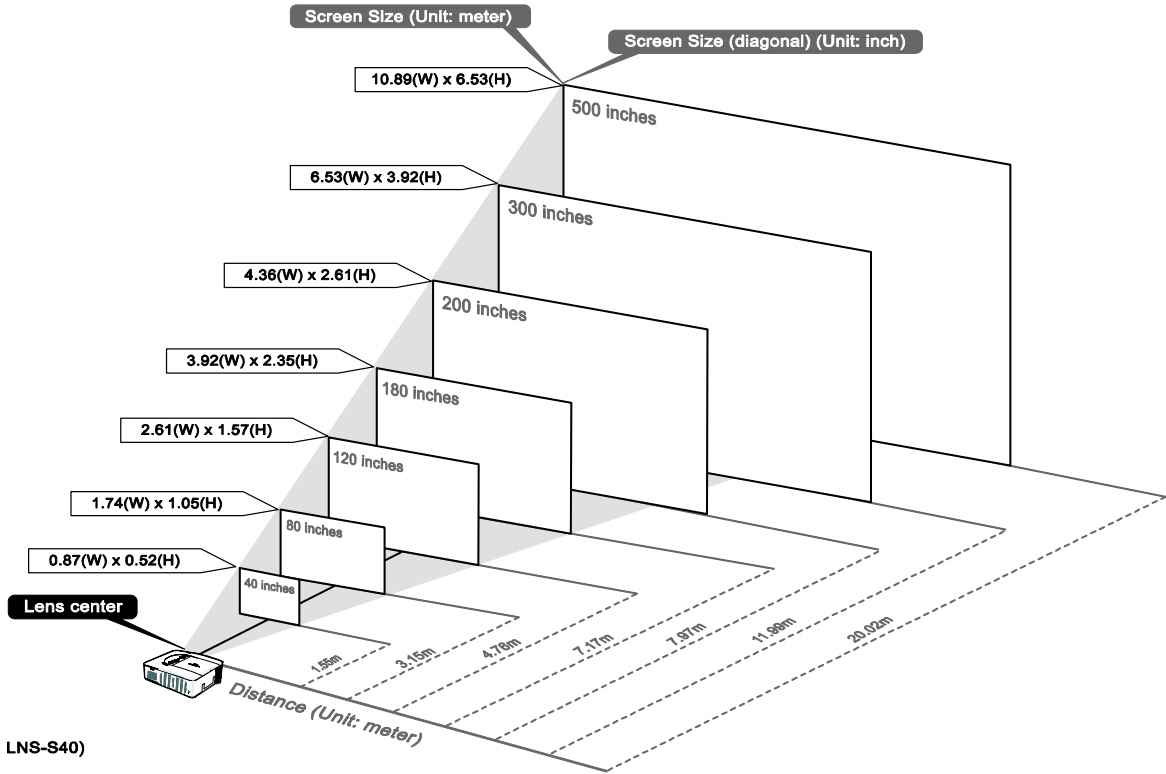 Screen Size (Unit: meter)
Screen Size (diagonal) (Unit: inch)
10.89(W) x 6.53(H)
500 inches
6.53(W) x 3.92(H)
300 inches
4.36(W) x 2.61(H)
200 inches
3.92(W) x 2.35(H)
180 inches
2.61(W) x 1.57(H)
120 inches
1.74(W) x 1.05(H)
80 inches
0.87(W) x 0.52(H)
40 inches
Lens center
1.55m
3.15m
4.76m
7.17m
7.97m
11.99m
20.02m
Distance (Unit: meter)
LNS-S40)